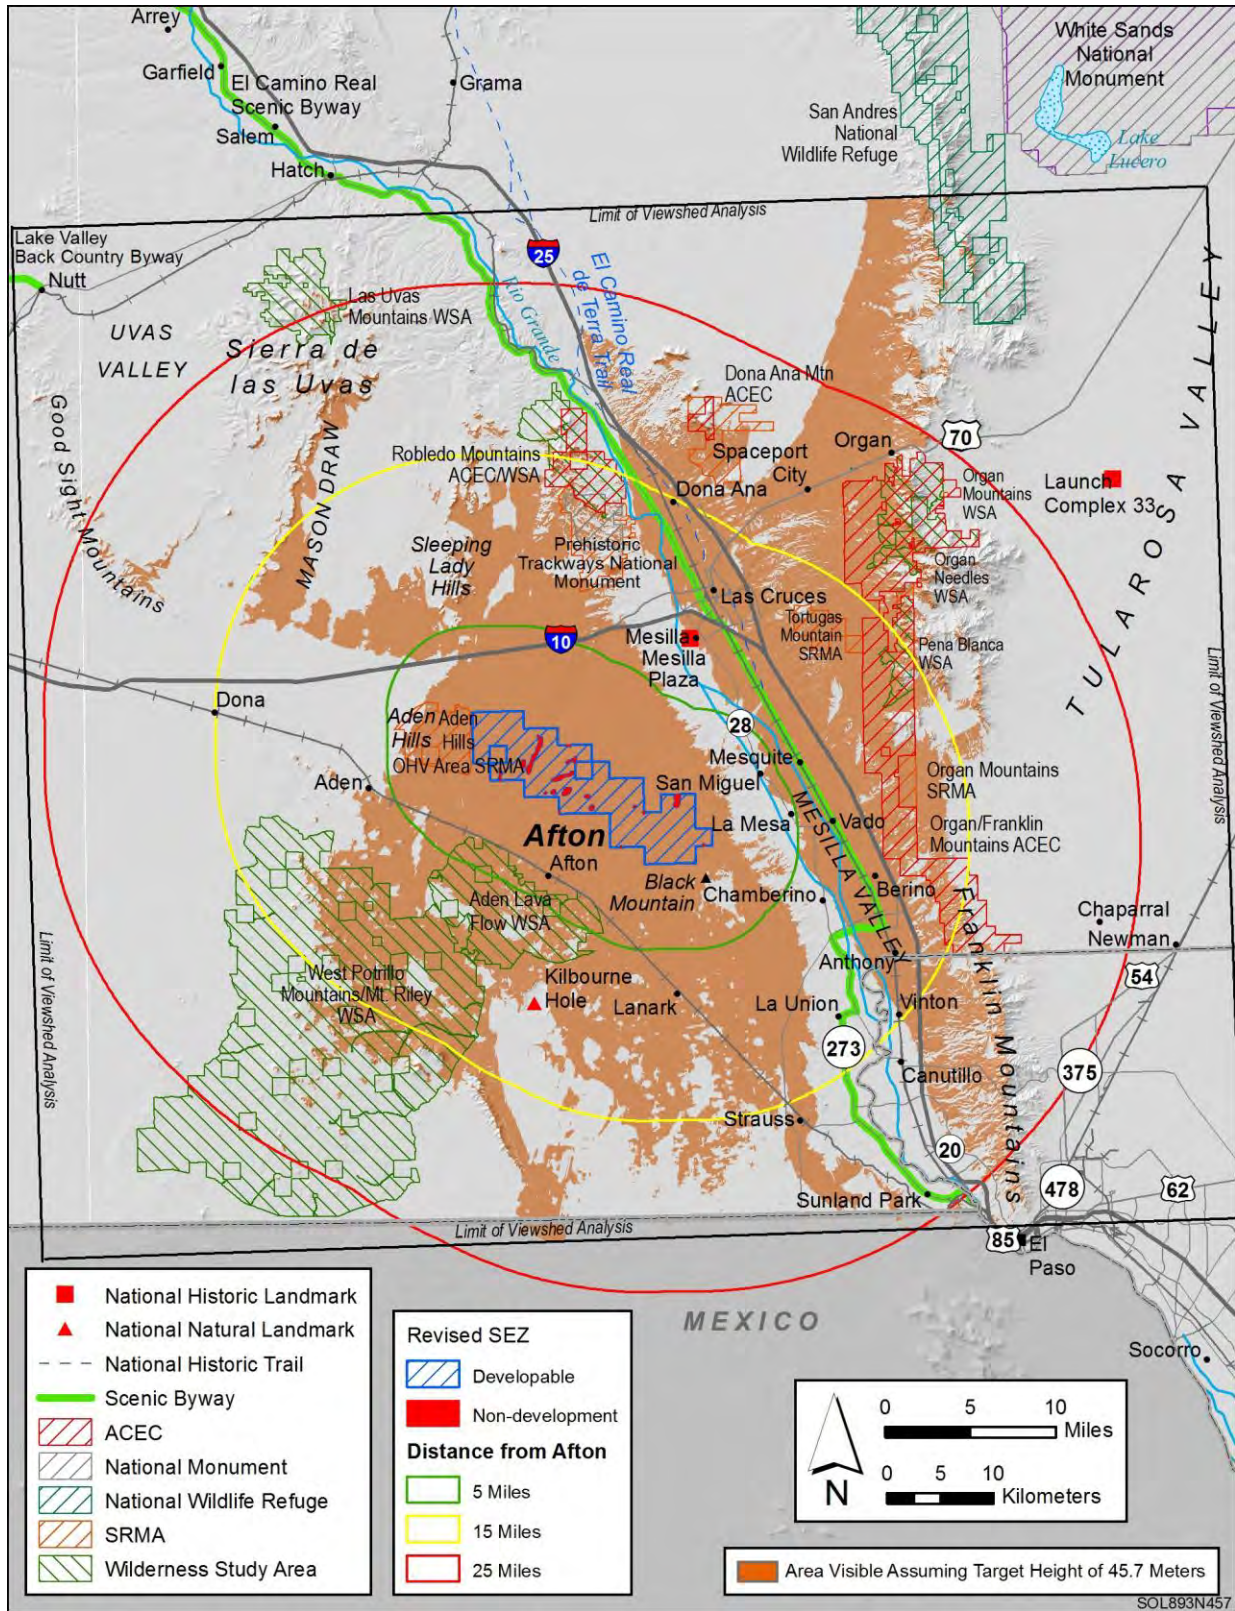 Arrey
Garfield
El Camino Real
Scenic Byway
Salem
Hatch
Grama
White Sands
National
Monument
San Andres
National
Wildlife Refuge
Lake
Lucero
Limit of Viewshed Analysis
Lake Valley
Back Country Byway
Nutt
25
El Camino Real
de Terra Trail
Rio Grande
Las Uvas
Mountains WSA
UVAS
VALLEY
Sierra de
las Uvas
Good Sight Mountains
MASON DRAW
Dona Ana Mtn
ACEC
Robledo Mountains
ACEC/WSA
Spaceport
City
Organ
70
Dona Ana
Organ
Mountains
WSA
Launch
Complex 33
TULAROSA VALLEY
Sleeping
Lady
Hills
Prehistoric
Trackways National
Monument
Organ
Needles
WSA
Las Cruces
Tortugas
Mountain
SRMA
10
Mesilla
Mesilla
Plaza
Pena Blanca
WSA
Limit of Viewshed Analysis
Dona
Aden
Hills
Aden
Hills
OHV Area SRMA
28
Mesquite
San Miguel
Aden
Organ Mountains
SRMA
La Mesa
MESILLA VALLEY
Vado
Organ/Franklin
Mountains ACEC
Afton
Afton
Black
Mountain
Berino
Chamberino
Aden Lava
Flow WSA
Franklin Mountains
Chaparral
Newman
Anthony
54
West Potrillo
Mountains/Mt. Riley
WSA
Kilbourne
Hole
Lanark
La Union
Vinton
273
Canutillo
375
Limit of Viewshed Analysis
Strauss
20
Sunland Park
478
62
Limit of Viewshed Analysis
85
El
Paso
MEXICO
Socorro
National Historic Landmark
National Natural Landmark
National Historic Trail
Scenic Byway
ACEC
National Monument
National Wildlife Refuge
SRMA
Wilderness Study Area
Revised SEZ
Developable
Non-development
Distance from Afton
5 Miles
15 Miles
25 Miles
N
0 5 10
Miles
0 5 10
Kilometers
Area Visible Assuming Target Height of 45.7 Meters
SOL893N457